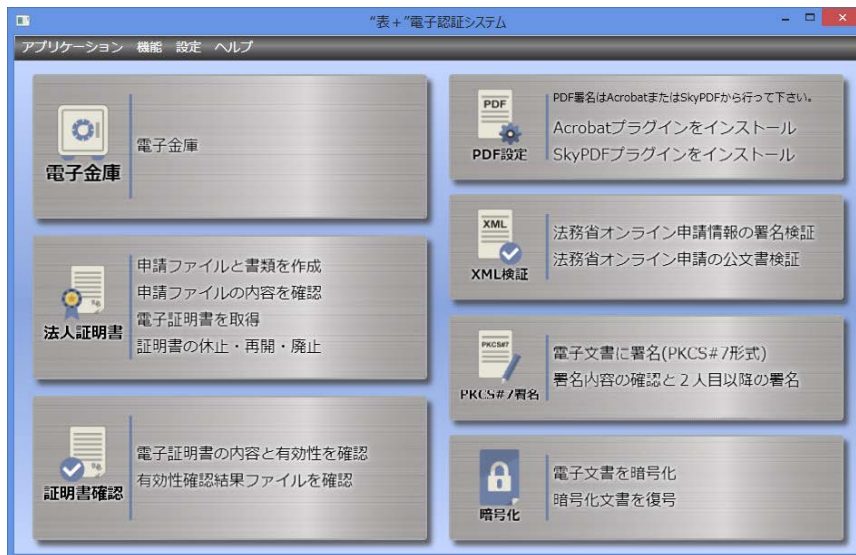 “表+”電子認証システム
アプリケーション 機能 設定 ヘルプ
電子金庫
電子金庫
法人証明書
申請ファイルと書類を作成
申請ファイルの内容を確認
電子証明書を取得
証明書の休止・再開・廃止
証明書確認
電子証明書の内容と有効性を確認
有効性確認結果ファイルを確認
PDF
PDF設定
PDF署名はAcrobatまたはSkyPDFから行って下さい。
Acrobatプラグインをインストール
SkyPDFプラグインをインストール
XML
XML検証
法務省オンライン申請情報の署名検証
法務省オンライン申請の公文書検証
PKCS#7
PKCS#7署名
電子文書に署名(PKCS#7形式)
署名内容の確認と2人目以降の署名
暗号化
電子文書を暗号化
暗号化文書を復号